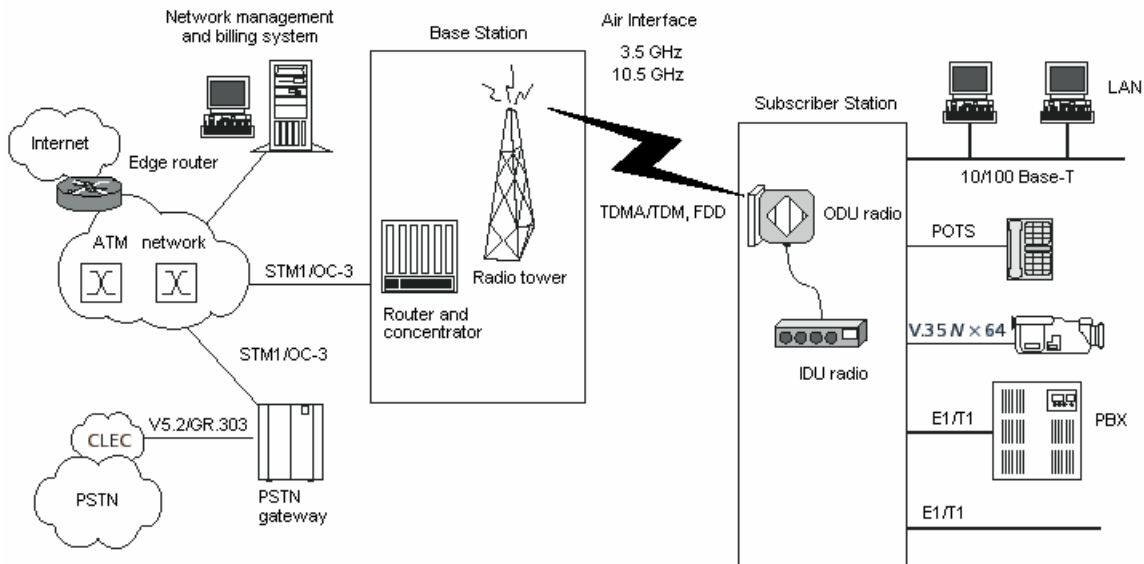 Network management
and billing system
Base Station
Air Interface
3.5 GHz
10.5 GHz
Subscriber Station
LAN
Internet
Edge router
10/100 Base-T
TDMA/TDM, FDD
ODU radio
POTS
ATM network
STM1/OC-3
Radio tower
Router and
concentrator
V.35 N × 64
IDU radio
STM1/OC-3
V5.2/GR.303
CLEC
E1/T1
PBX
PSTN
PSTN
gateway
E1/T1